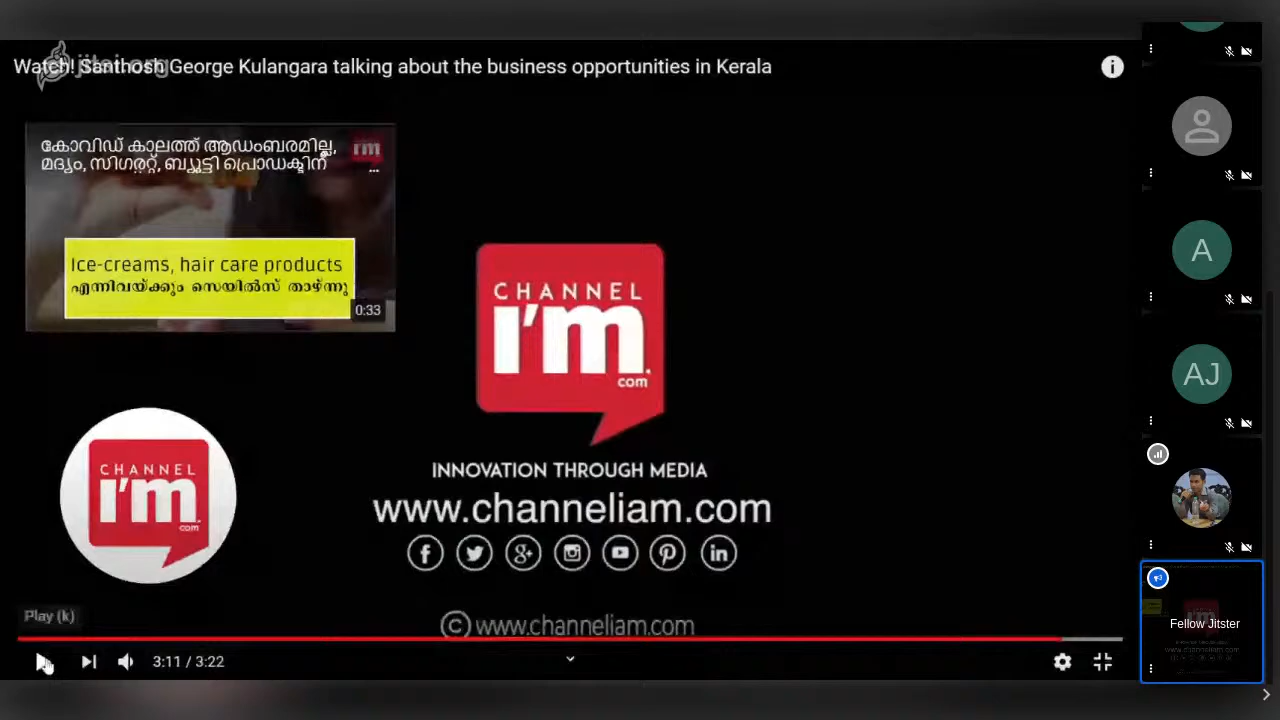 jitsi.org
Watch! Santhosh George Kulangara talking about the business opportunities in Kerala
കോവിഡ് കാലത്ത് ആഡംബരമില്ല,
മദ്യം, സിഗരറ്റ്, ബ്യൂട്ടി പ്രൊഡക്ടിന്
...
I'm
Ice-creams, hair care products
എന്നിവയ്ക്കും സെയിൽസ് താഴ്ന്നു
0:33
CHANNEL
I'm
.com
INNOVATION THROUGH MEDIA
www.channeliam.com
CHANNEL
I'm
.com
© www.channeliam.com
Play (k)
3:11 / 3:22
A
AJ
Fellow Jitster